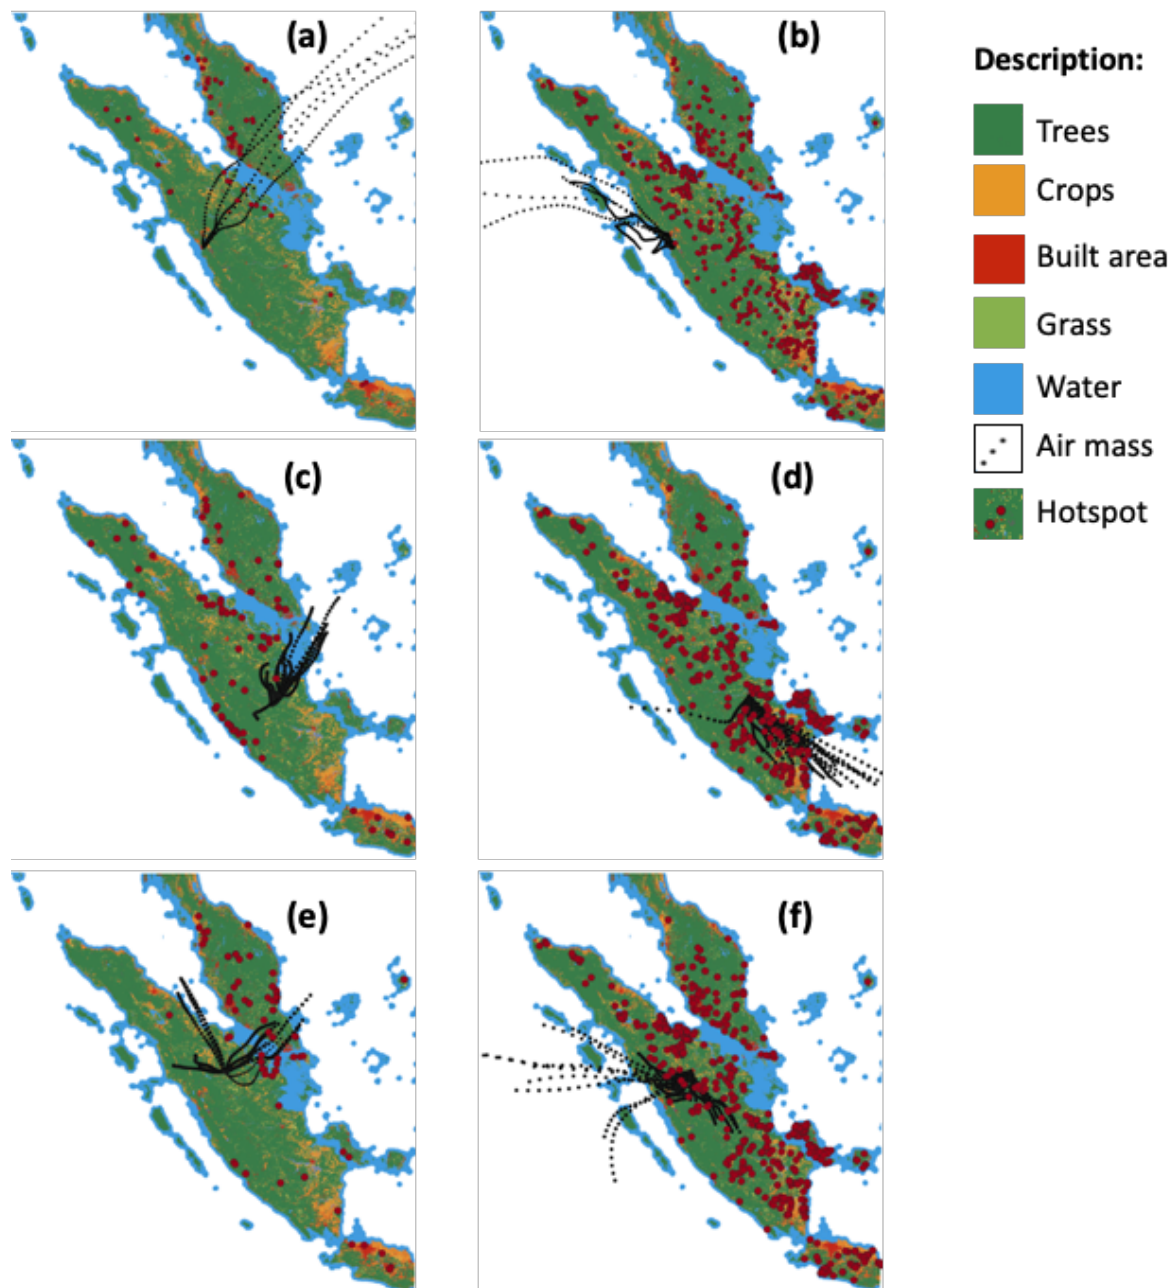 (a)
(b)
Description:
Trees
Crops
Built area
Grass
Water
Air mass
Hotspot
(c)
(d)
(e)
(f)